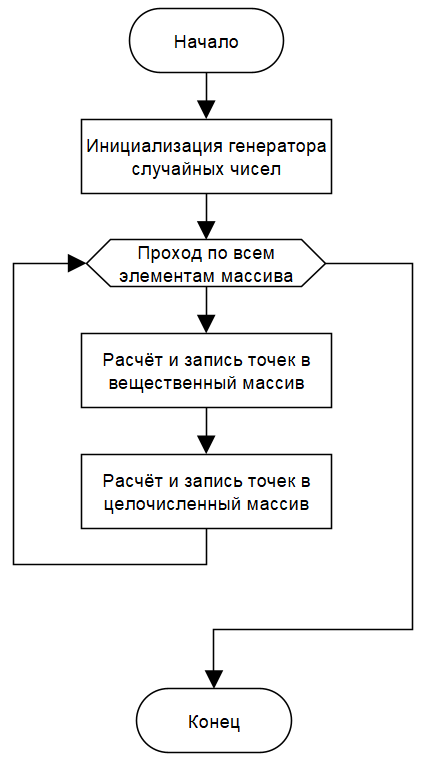 Начало
Инициализация генератора
случайных чисел
Проход по всем
элементам массива
Расчёт и запись точек в
вещественный массив
Расчёт и запись точек в
целочисленный массив
Конец